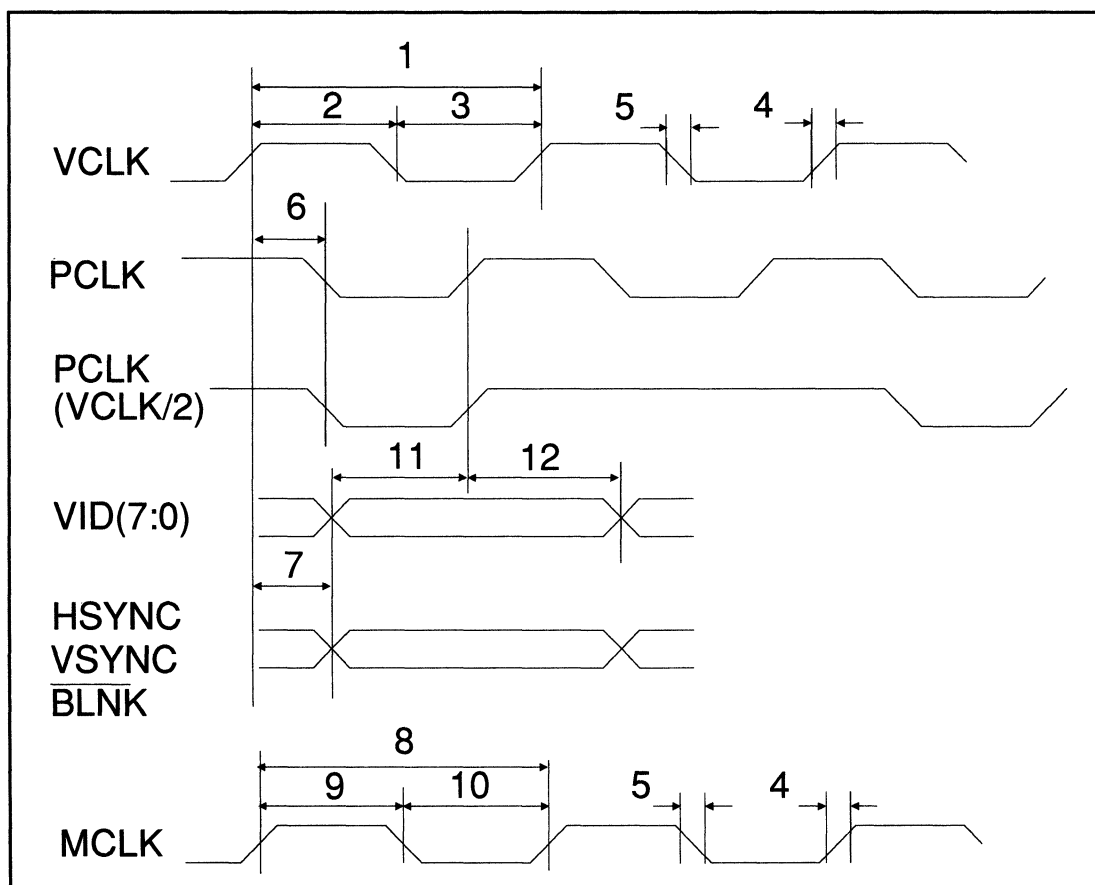 1
2 3 5 4
VCLK
6
PCLK
PCLK
(VCLK/2)
11 12
VID(7:0)
7
HSYNC
VSYNC
BLNK
8
9 10 5 4
MCLK